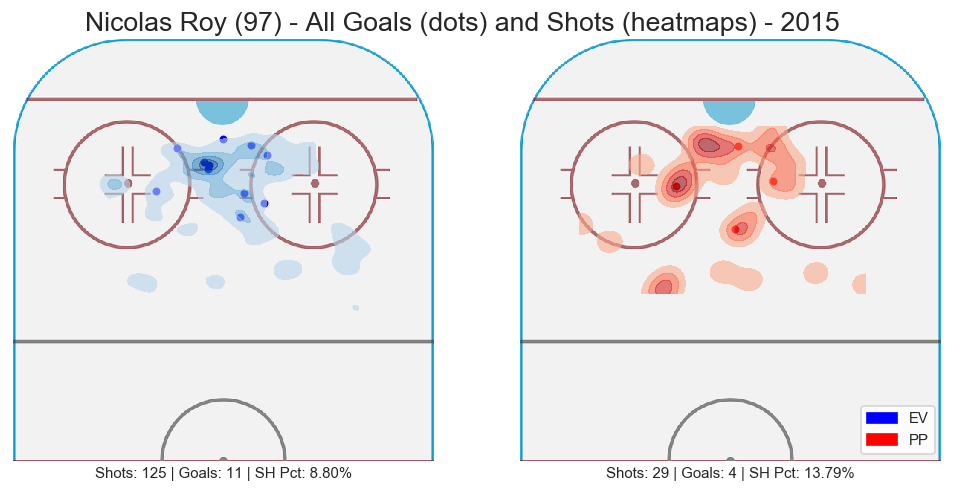 Nicolas Roy (97) - All Goals (dots) and Shots (heatmaps) - 2015
EV
PP
Shots: 125 | Goals: 11 | SH Pct: 8.80%
Shots: 29 | Goals: 4 | SH Pct: 13.79%